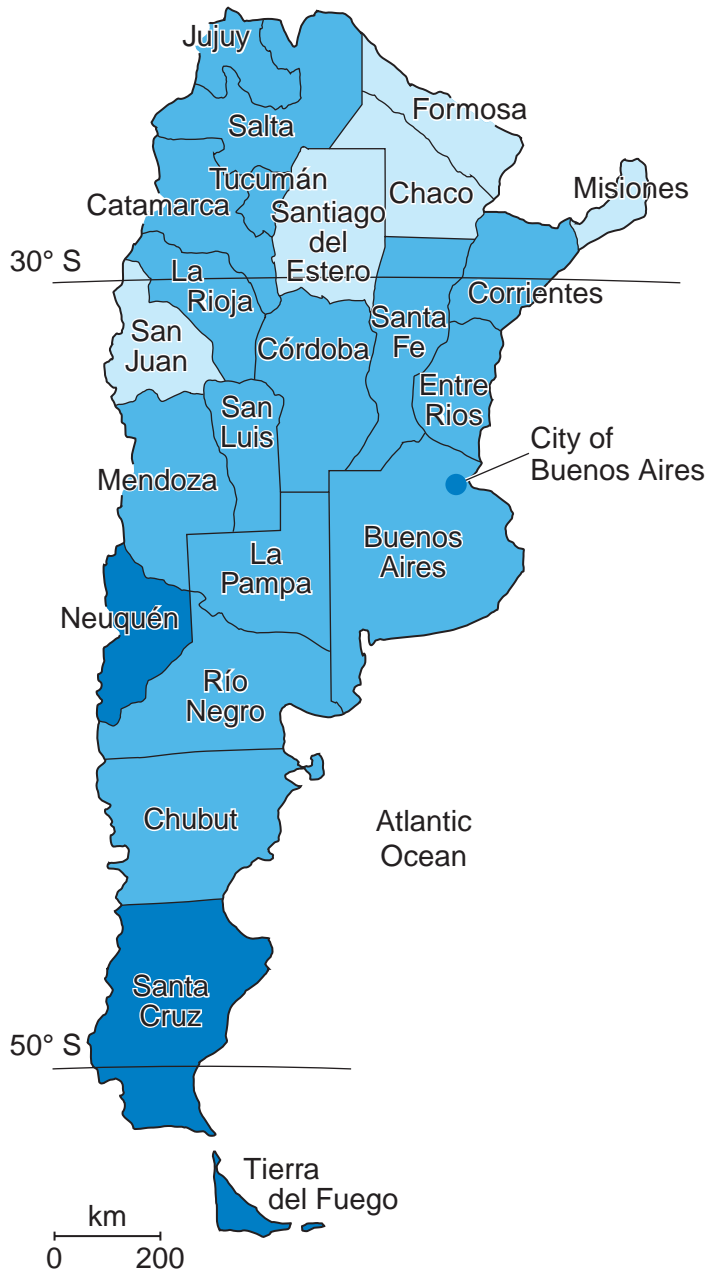 Jujuy
Formosa
Salta
Tucumán
Chaco
Misiones
Catamarca
Santiago
del
Estero
30° S
La
Rioja
Corrientes
San
Juan
Córdoba
Santa
Fe
Entre
Rios
San
Luis
City of
Buenos Aires
Mendoza
Buenos
Aires
La
Pampa
Neuquén
Río
Negro
Chubut
Atlantic
Ocean
Santa
Cruz
50° S
Tierra
del Fuego
km
0 200